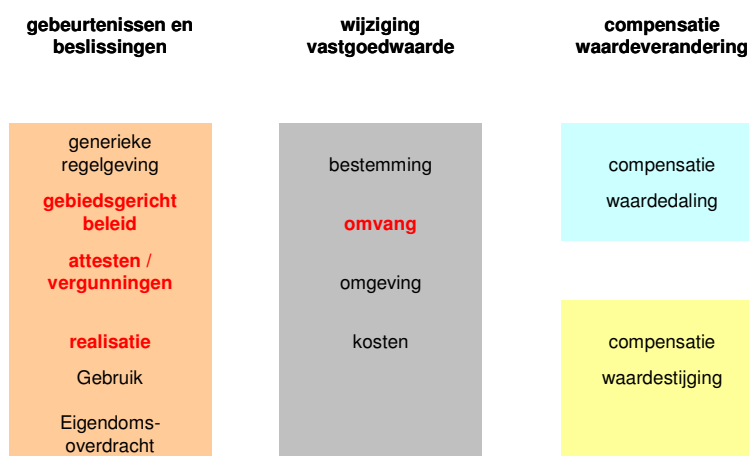 gebeurtenissen en
beslissingen
wijziging
vastgoedwaarde
compensatie
waardeverandering
generieke
regelgeving
gebiedsgericht
beleid
attesten /
vergunningen
realisatie
Gebruik
Eigendoms-
overdracht
bestemming
omvang
omgeving
kosten
compensatie
waardedaling
compensatie
waardestijging